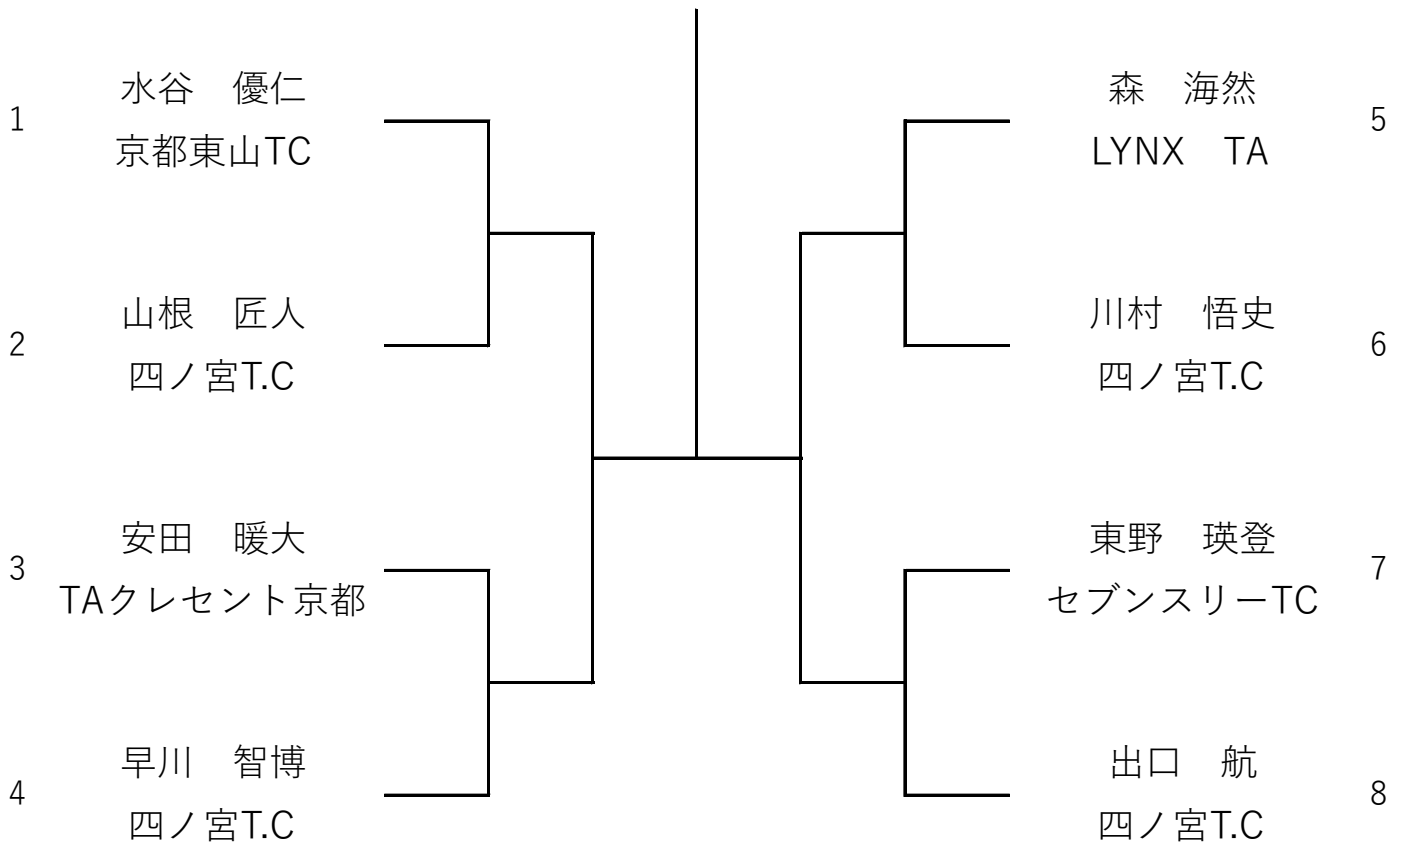 1
水谷　優仁
京都東山TC
2
山根　匠人
四ノ宮T.C
3
安田　暖大
TAクレセント京都
4
早川　智博
四ノ宮T.C
森　海然
LYNX　TA
5
川村　悟史
四ノ宮T.C
6
東野　瑛登
セブンスリーTC
7
出口　航
四ノ宮T.C
8